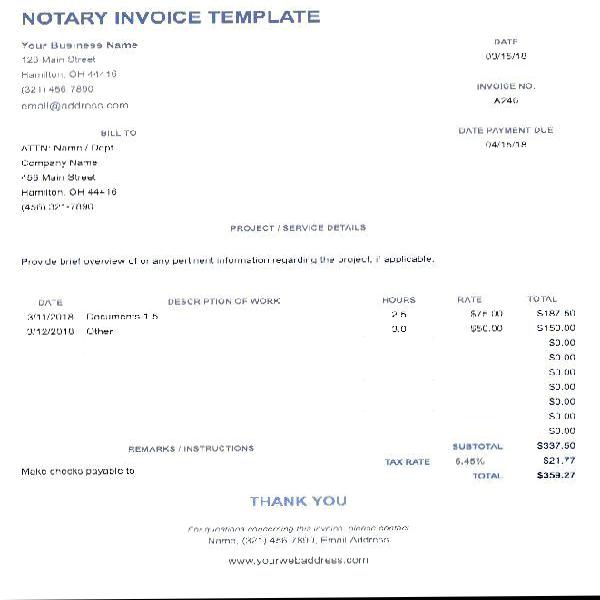 NOTARY INVOICE TEMPLATE
Your Business Name
123 Main Street
Hamilton, OH 44416
(321) 456-7890
email@address.com
DATE
03/15/18
INVOICE NO.
A246
DATE PAYMENT DUE
04/15/18
BILL TO
ATTN: Name / Dept
Company Name
456 Main Street
Hamilton, OH 44416
(456) 321-7890
PROJECT / SERVICE DETAILS
Provide brief overview of or any pertinent information regarding the project, if applicable.
DATE DESCRIPTION OF WORK HOURS RATE TOTAL
3/11/2018 Documents 1-5 2.5 $75.00 $187.50
3/12/2018 Other 3.0 $50.00 $150.00
$0.00
$0.00
$0.00
$0.00
$0.00
$0.00
$0.00
REMARKS / INSTRUCTIONS SUBTOTAL $337.50
Make checks payable to TAX RATE 6.45% $21.77
TOTAL $359.27
THANK YOU
For questions concerning this invoice, please contact
Name, (321) 456-7890, Email Address
www.yourwebaddress.com